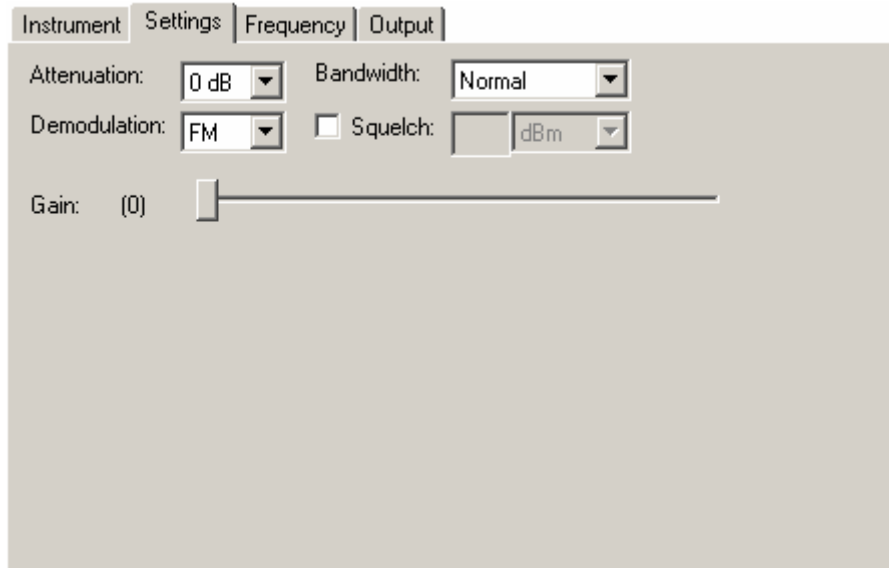 Instrument Settings Frequency Output
Attenuation: 0 dB Bandwidth: Normal
Demodulation: FM Squelch: dBm
Gain: (0)